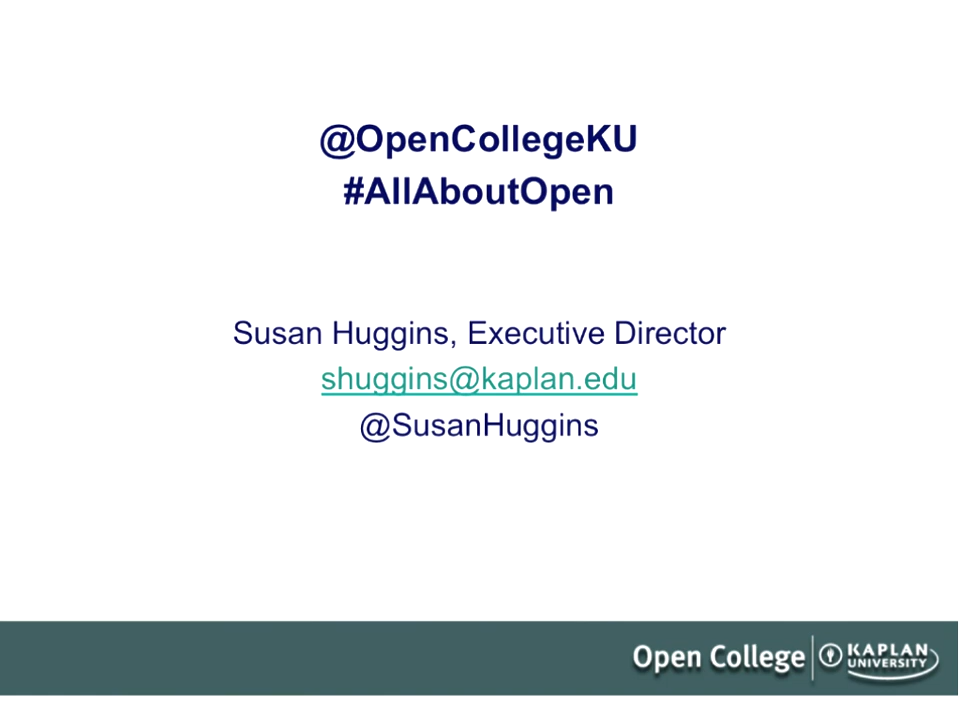 @OpenCollegeKU
#AllAboutOpen
Susan Huggins, Executive Director
shuggins@kaplan.edu
@SusanHuggins
Open College
KAPLAN
UNIVERSITY